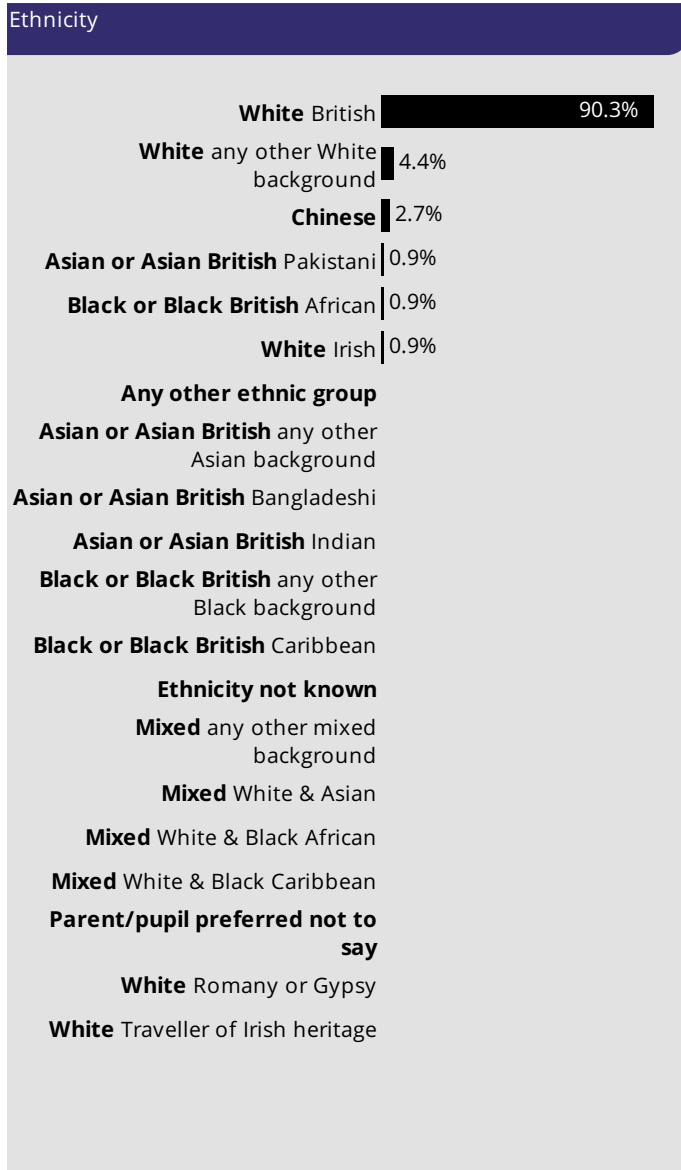 Ethnicity
White British 90.3%
White any other White
background 4.4%
Chinese 2.7%
Asian or Asian British Pakistani 0.9%
Black or Black British African 0.9%
White Irish 0.9%
Any other ethnic group
Asian or Asian British any other
Asian background
Asian or Asian British Bangladeshi
Asian or Asian British Indian
Black or Black British any other
Black background
Black or Black British Caribbean
Ethnicity not known
Mixed any other mixed
background
Mixed White & Asian
Mixed White & Black African
Mixed White & Black Caribbean
Parent/pupil preferred not to
say
White Romany or Gypsy
White Traveller of Irish heritage